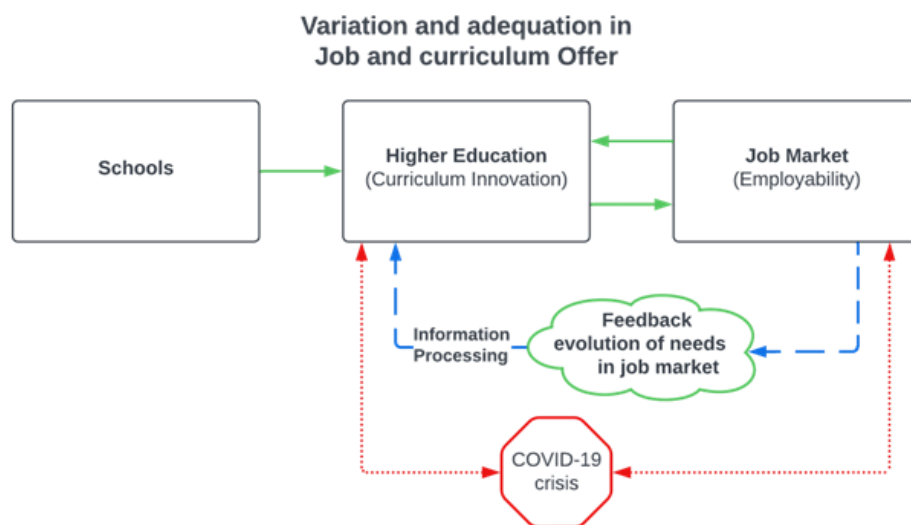 Variation and adequation in
Job and curriculum Offer
Schools
Higher Education
(Curriculum Innovation)
Job Market
(Employability)
Information
Processing
Feedback
evolution of needs
in job market
COVID-19
crisis